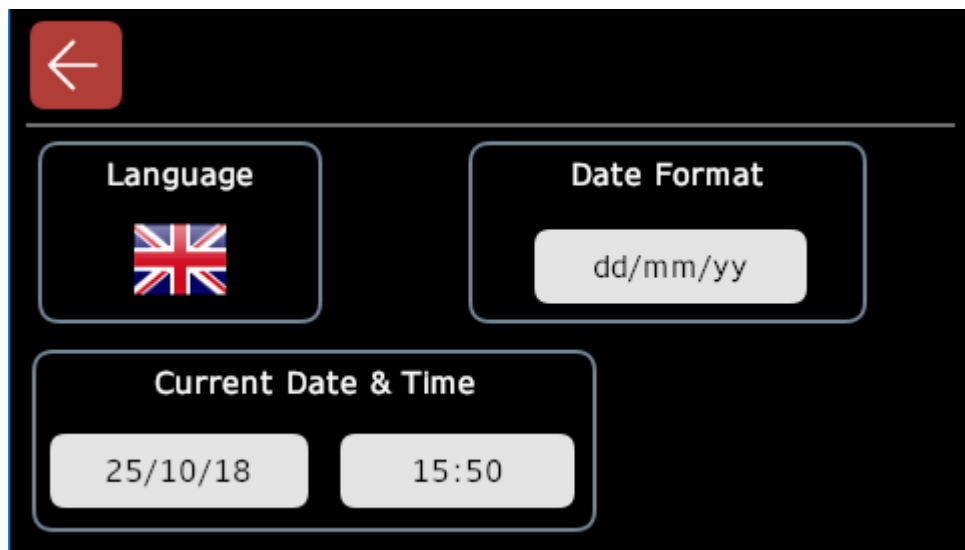 Language
Date Format
dd/mm/yy
Current Date & Time
25/10/18
15:50